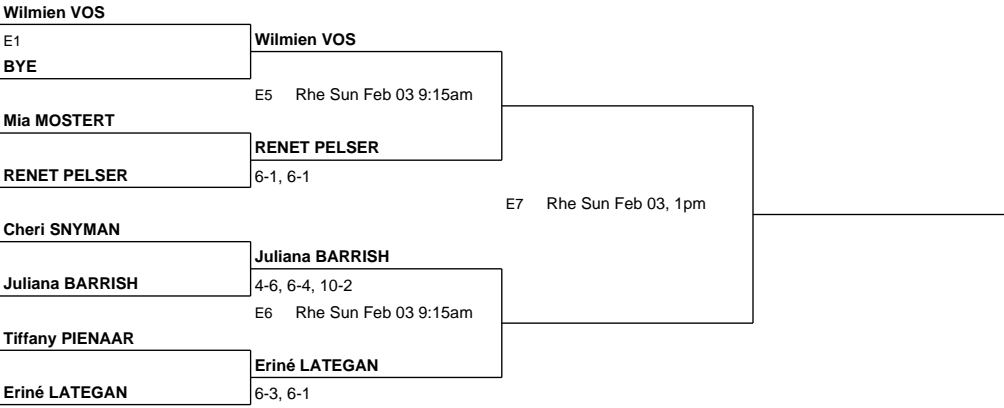 Wilmien VOS
E1
Wilmien VOS
BYE
E5 Rhe Sun Feb 03 9:15am
Mia MOSTERT
RENET PELSER
RENET PELSER
6-1, 6-1
E7 Rhe Sun Feb 03, 1pm
Cheri SNYMAN
Juliana BARRISH
Juliana BARRISH
4-6, 6-4, 10-2
E6 Rhe Sun Feb 03 9:15am
Tiffany PIENAAR
Eriné LATEGAN
Eriné LATEGAN
6-3, 6-1